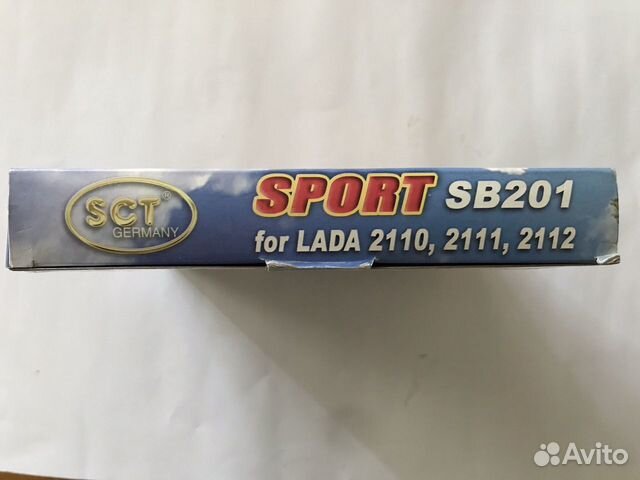 SCT®
GERMANY
SPORT SB201
for LADA 2110, 2111, 2112
Avito